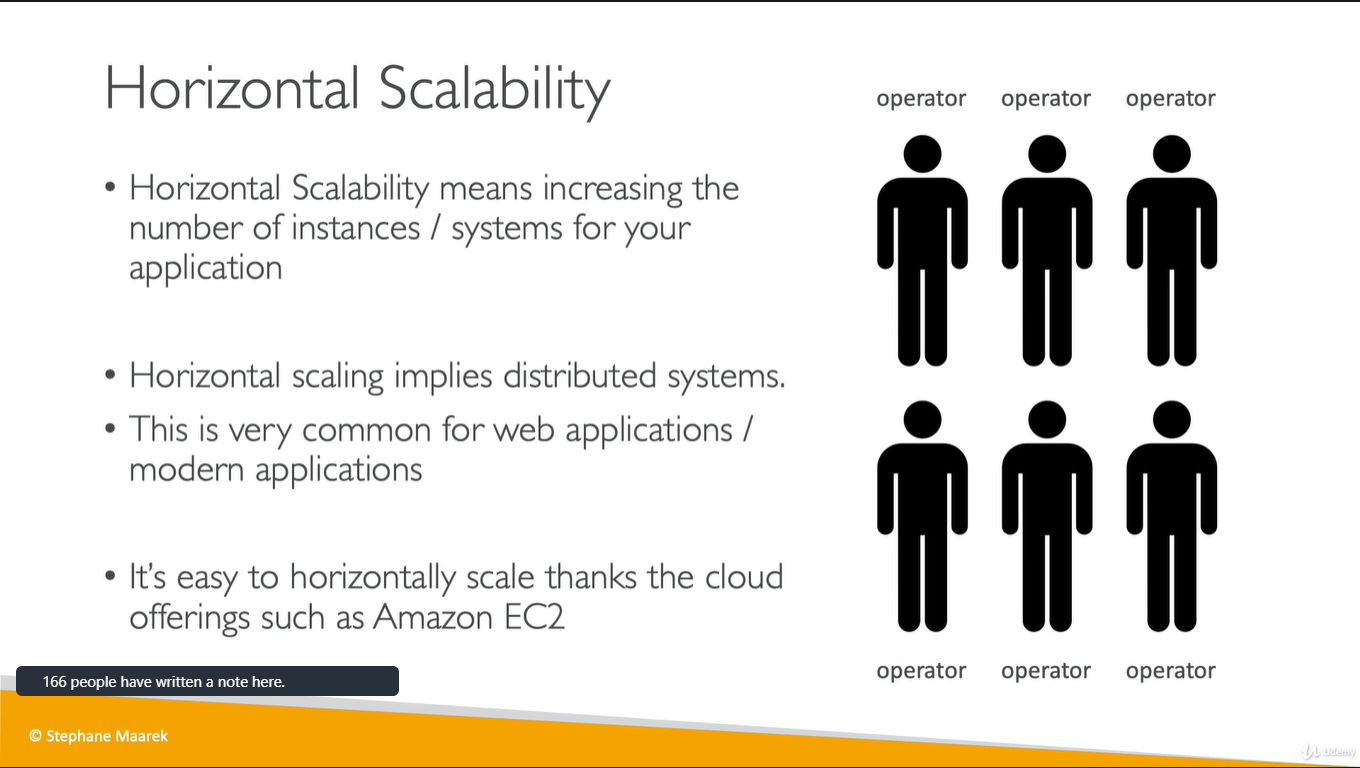 Horizontal Scalability
• Horizontal Scalability means increasing the
number of instances / systems for your
application
• Horizontal scaling implies distributed systems.
• This is very common for web applications /
modern applications
• It's easy to horizontally scale thanks the cloud
offerings such as Amazon EC2
operator operator operator
operator operator operator
166 people have written a note here.
© Stephane Maarek
Udemy